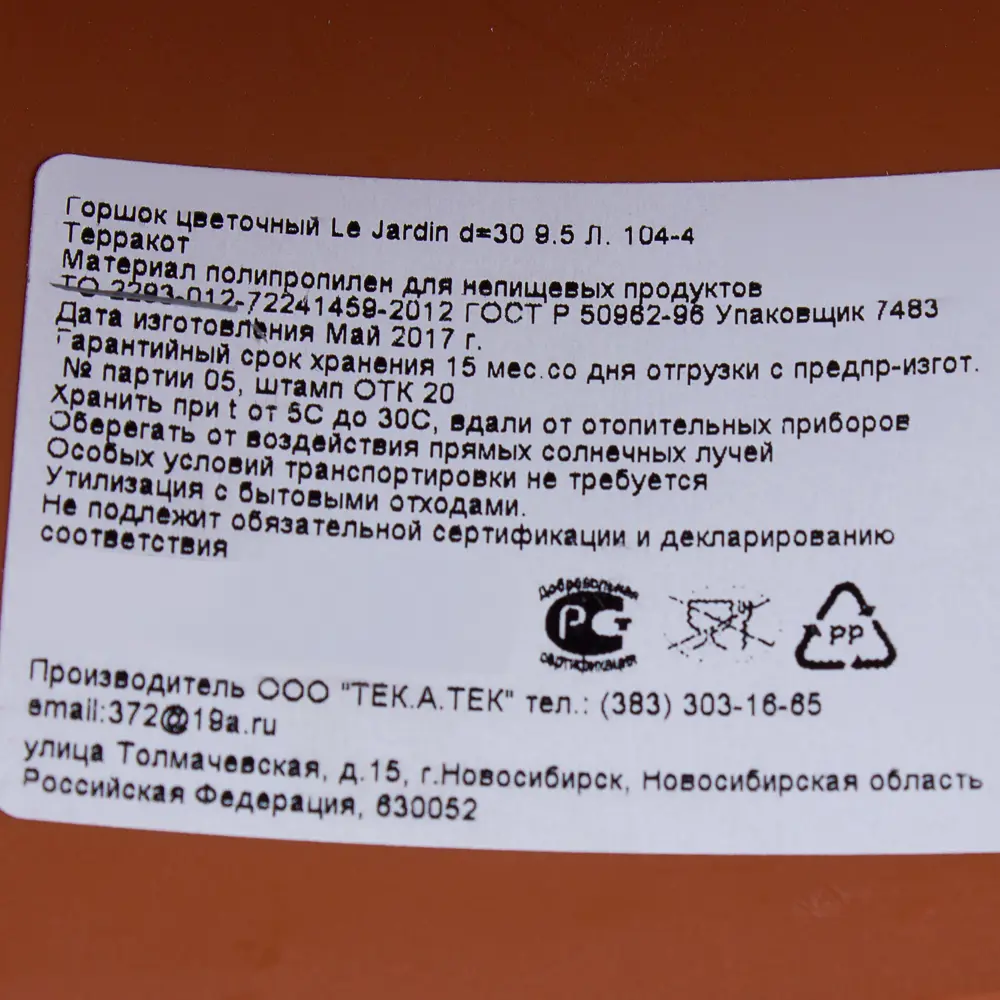 Горшок цветочный Le Jardin d=30 9.5 Л. 104-4
Терракот
Материал полипропилен для непищевых продуктов
ТО 2293-012-72241459-2012 ГОСТ Р 50962-96 Упаковщик 7483
Дата изготовления Май 2017 г.
Гарантийный срок хранения 15 мес.со дня отгрузки с предпр-изгот.
№ партии 05, штамп ОТК 20
Хранить при t от 5С до 30С, вдали от отопительных приборов
Оберегать от воздействия прямых солнечных лучей
Особых условий транспортировки не требуется
Утилизация с бытовыми отходами.
Не подлежит обязательной сертификации и декларированию
соответствия
Добровольная
РСТ
сертификация
PP
Производитель ООО "ТЕК.А.ТЕК" тел.: (383) 303-16-65
email:372@19a.ru
улица Толмачевская, д.15, г.Новосибирск, Новосибирская область
Российская Федерация, 630052